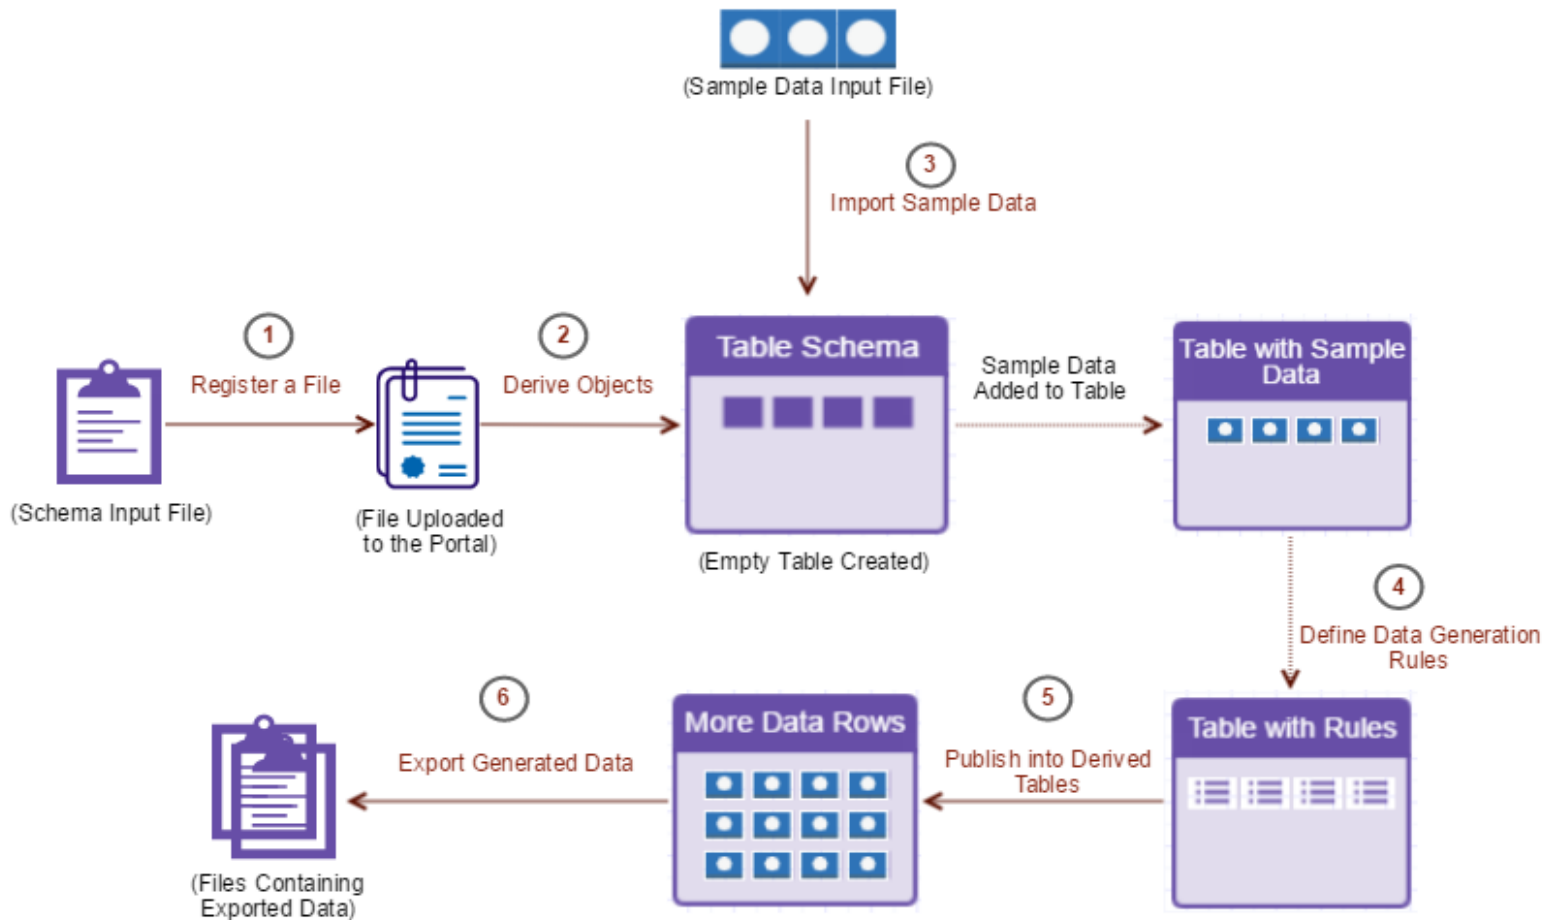 (Sample Data Input File)
3
Import Sample Data
1
Register a File
2
Derive Objects
Table Schema
Sample Data
Added to Table
Table with Sample
Data
(Schema Input File)
(File Uploaded
to the Portal)
(Empty Table Created)
4
Define Data Generation
Rules
6
Export Generated Data
More Data Rows
5
Publish into Derived
Tables
Table with Rules
(Files Containing
Exported Data)